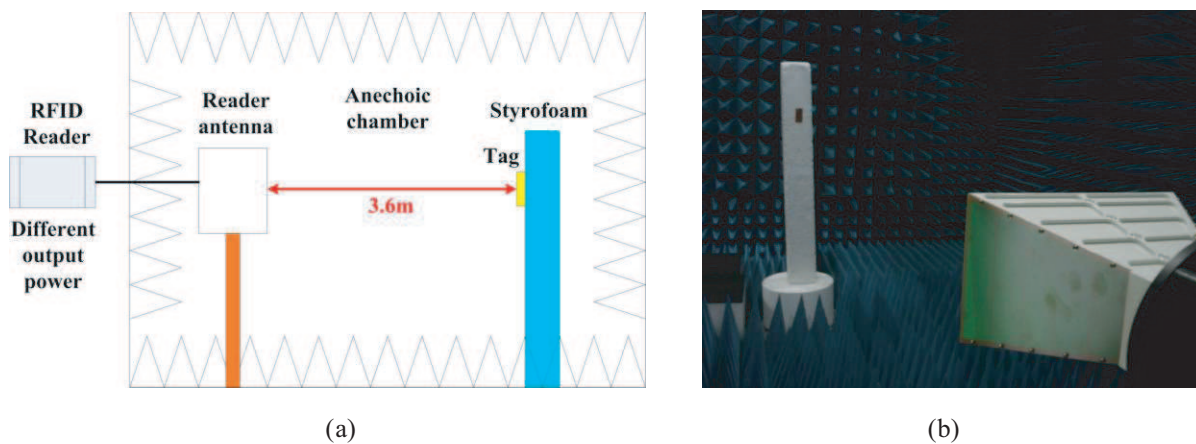 RFID
Reader
Different
output
power
Reader
antenna
Anechoic
chamber
Styrofoam
Tag
3.6m
(a)
(b)